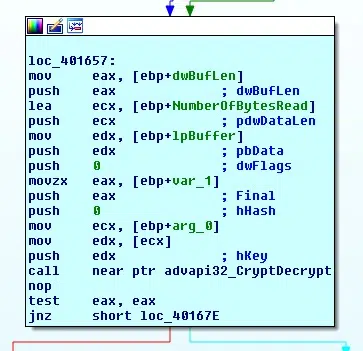 loc_401657:
mov eax, [ebp+dwBufLen]
push eax ; dwBufLen
lea ecx, [ebp+NumberOfBytesRead]
push ecx ; pdwDataLen
mov edx, [ebp+lpBuffer]
push edx ; pbData
push 0 ; dwFlags
movzx eax, [ebp+var_1]
push eax ; Final
push 0 ; hHash
mov ecx, [ebp+arg_0]
mov edx, [ecx]
push edx ; hKey
call near ptr advapi32_CryptDecrypt
nop
test eax, eax
jnz short loc_40167E